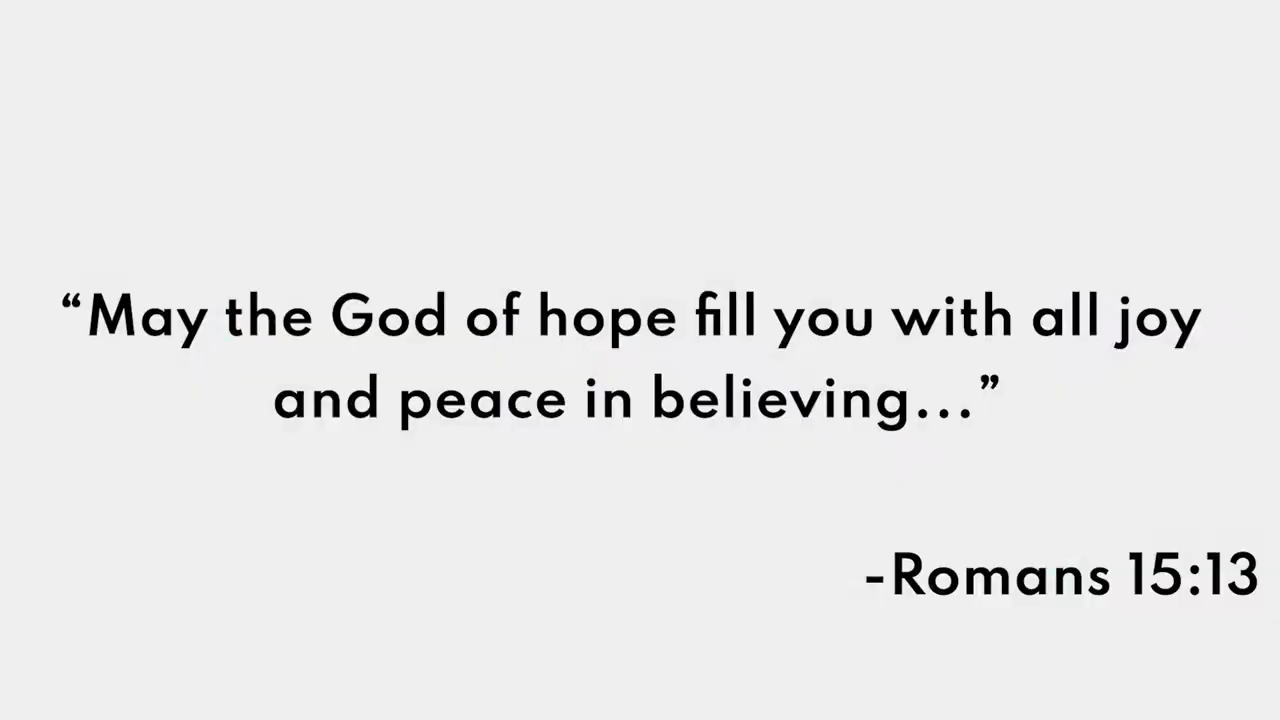 “May the God of hope fill you with all joy
and peace in believing...”
-Romans 15:13